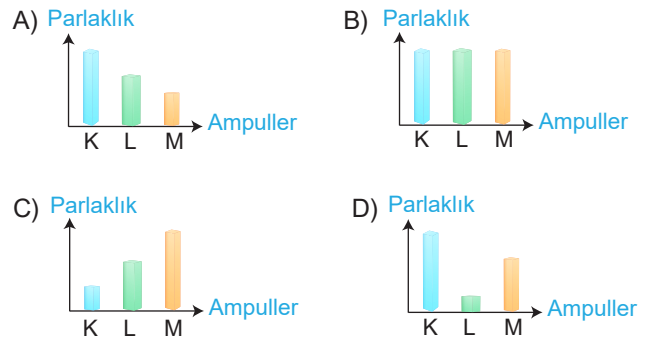 A) Parlaklık
K L M Ampuller
B) Parlaklık
K L M Ampuller
C) Parlaklık
K L M Ampuller
D) Parlaklık
K L M Ampuller